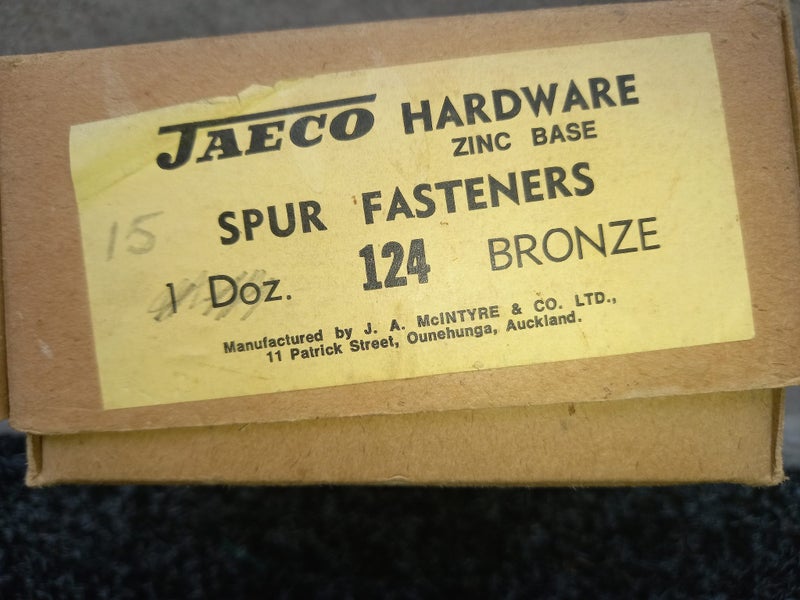 JAECO HARDWARE
ZINC BASE
SPUR FASTENERS
15
1 Doz. 124 BRONZE
Manufactured by J. A. McINTYRE & CO. LTD.,
11 Patrick Street, Ounehunga, Auckland.